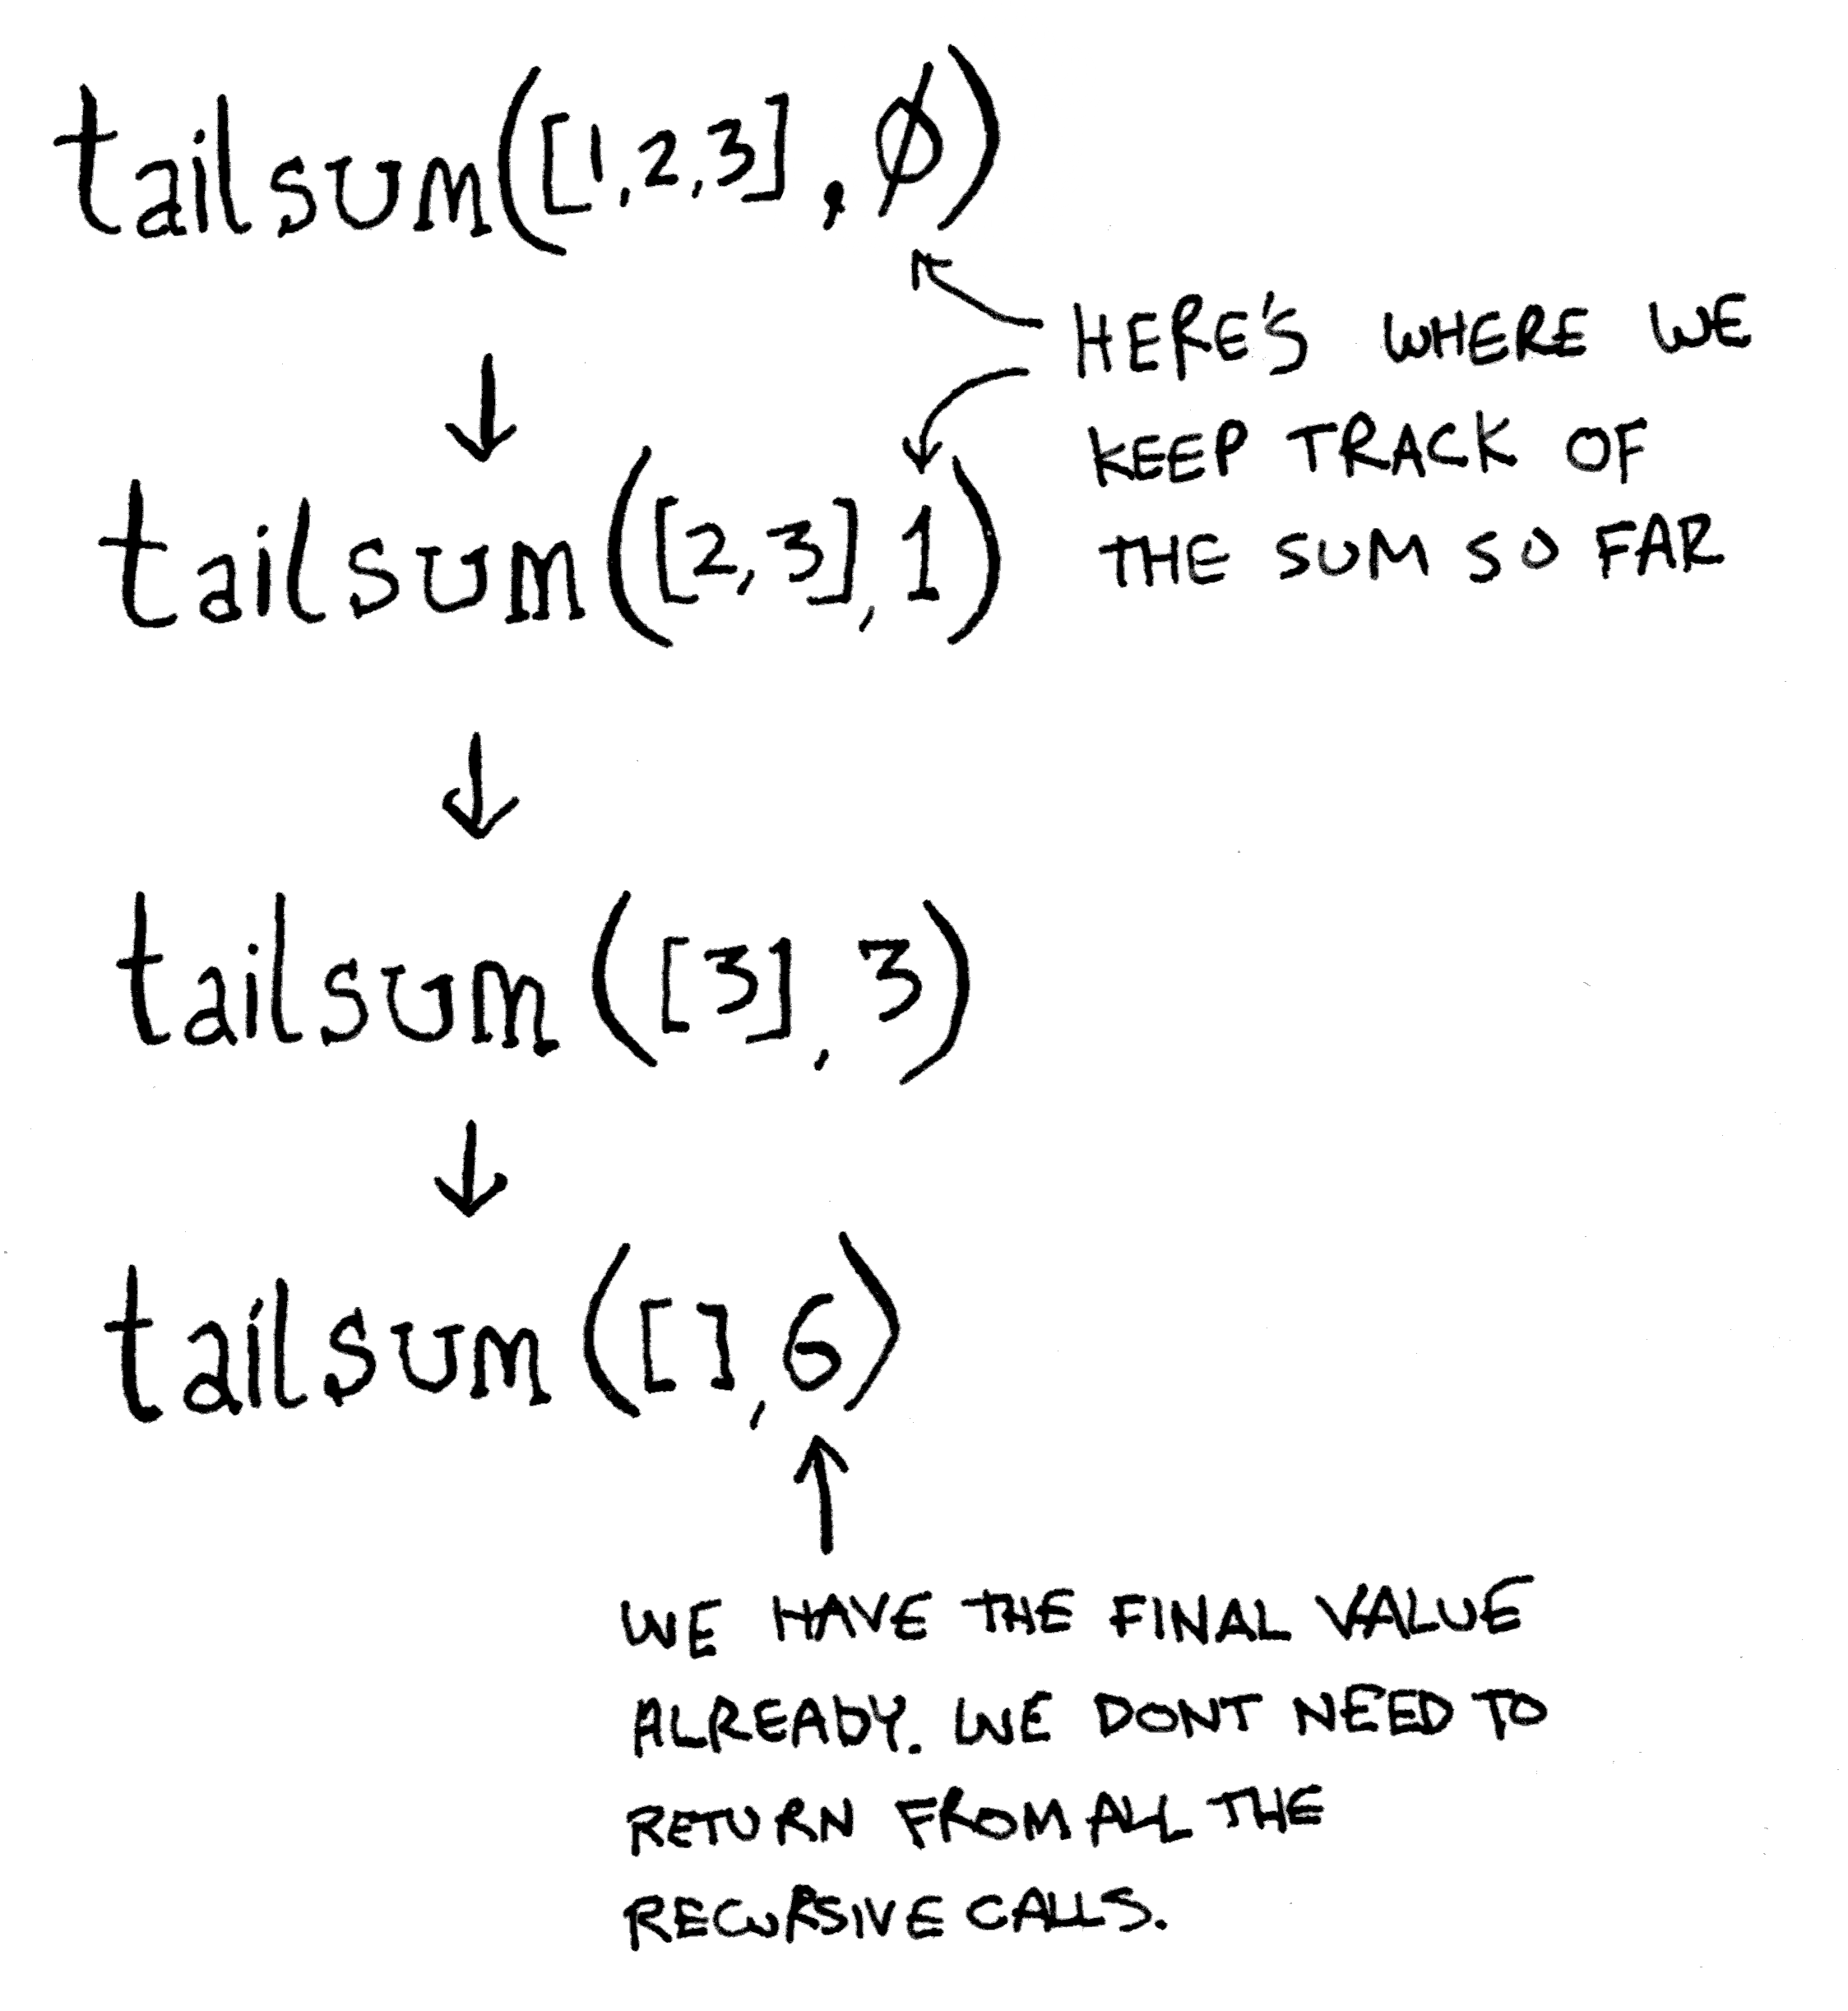 tailsum([1,2,3],Ø)
HERE'S WHERE WE
KEEP TRACK OF
THE SUM SO FAR
tailsum([2,3],1)
tailsum([3],3)
tailsum([],6)
WE HAVE THE FINAL VALUE
ALREADY. WE DONT NEED TO
RETURN FROM ALL THE
RECURSIVE CALLS.